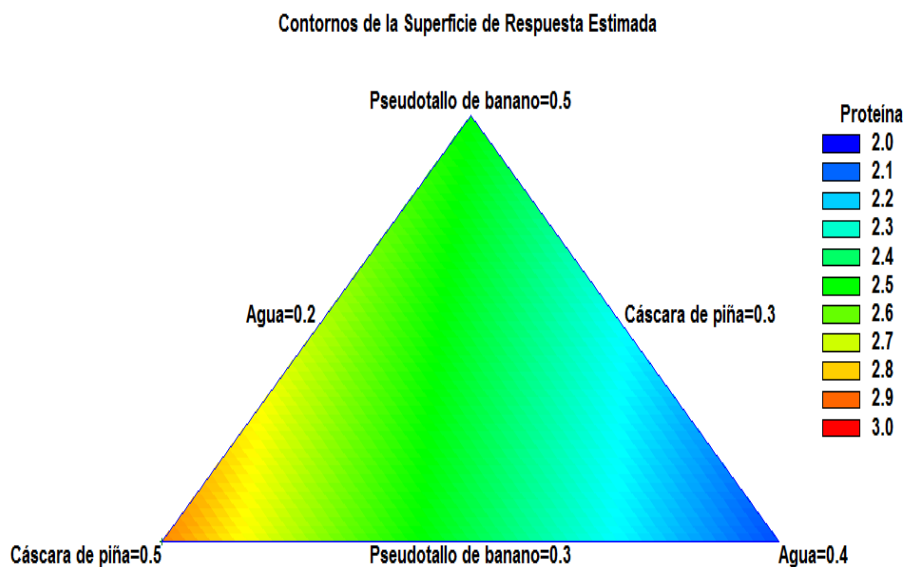 Contornos de la Superficie de Respuesta Estimada
Pseudotallo de banano=0.5
Proteína
2.0
2.1
2.2
2.3
2.4
2.5
2.6
2.7
2.8
2.9
3.0
Agua=0.2
Cáscara de piña=0.3
Cáscara de piña=0.5
Pseudotallo de banano=0.3
Agua=0.4